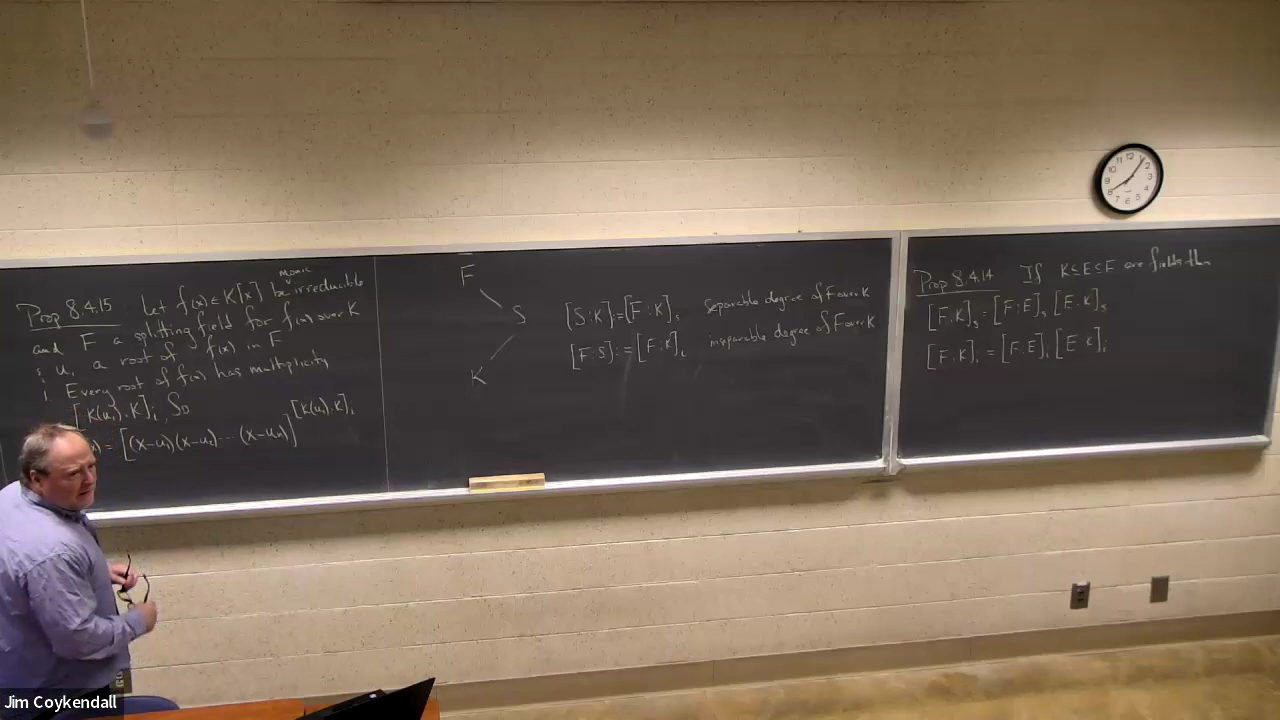 Prop 8.4.15 Let f(x) ∈ K[x] be monic irreducible
and F a splitting field for f(x) over K
& u, a root of f(x) in F
1. Every root of f(x) has multiplicity
[K(u₁):K]ᵢ, So
x) = [(x-u₁)(x-u₂)···(x-uₙ)]^[K(u₁):K]ᵢ
F
S
K
[S:K]:=[F:K]ₛ separable degree of F over K
[F:S]:=[F:K]ᵢ inseparable degree of F over K
Prop 8.4.14 If K≤E≤F are fields then
[F:K]ₛ=[F:E]ₛ[E:K]ₛ
[F:K]ᵢ=[F:E]ᵢ[E:K]ᵢ
Jim Coykendall